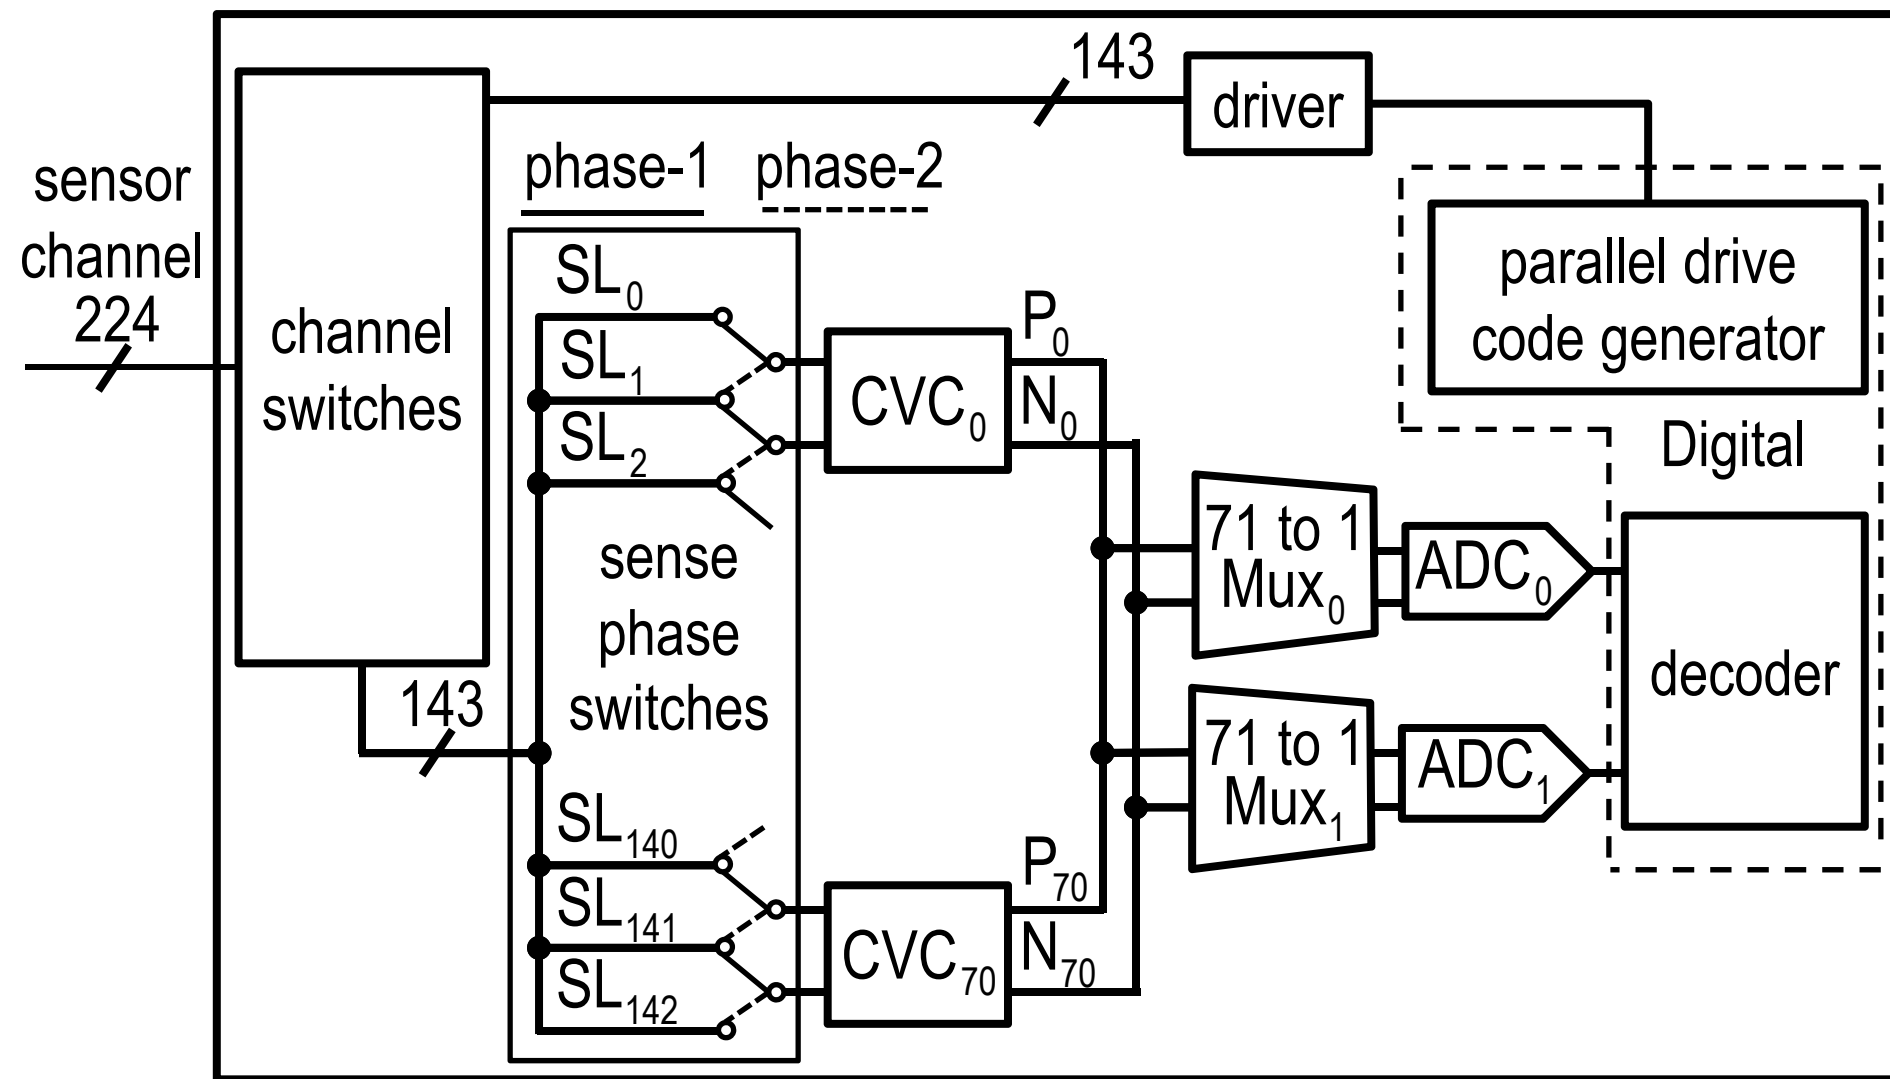 143
driver
phase-1 phase-2
sensor
channel
224
channel
switches
SL0
SL1
SL2
sense
phase
switches
143
SL140
SL141
SL142
CVC0
P0
N0
CVC70
P70
N70
71 to 1
Mux0
ADC0
71 to 1
Mux1
ADC1
parallel drive
code generator
Digital
decoder